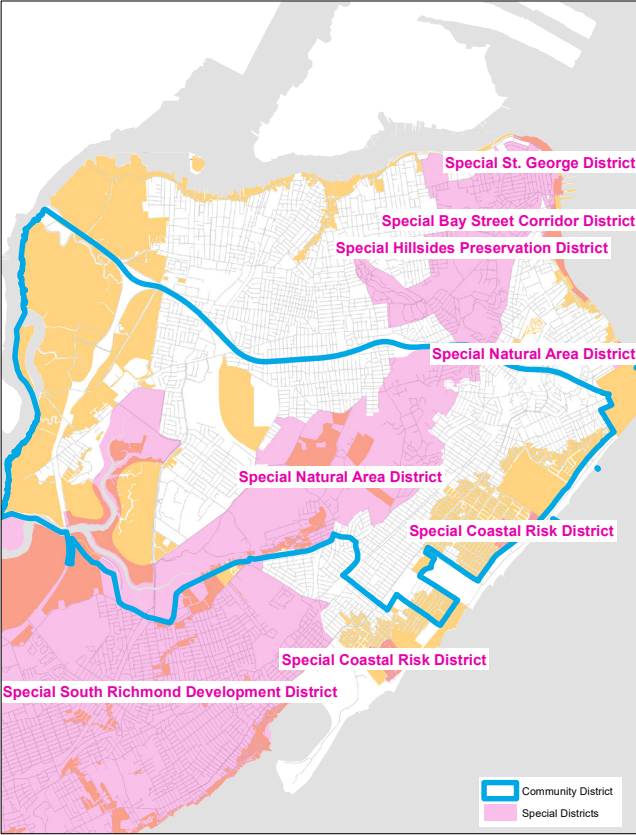 Special St. George District
Special Bay Street Corridor District
Special Hillsides Preservation District
Special Natural Area District
Special Natural Area District
Special Coastal Risk District
Special Coastal Risk District
Special South Richmond Development District
Community District
Special Districts